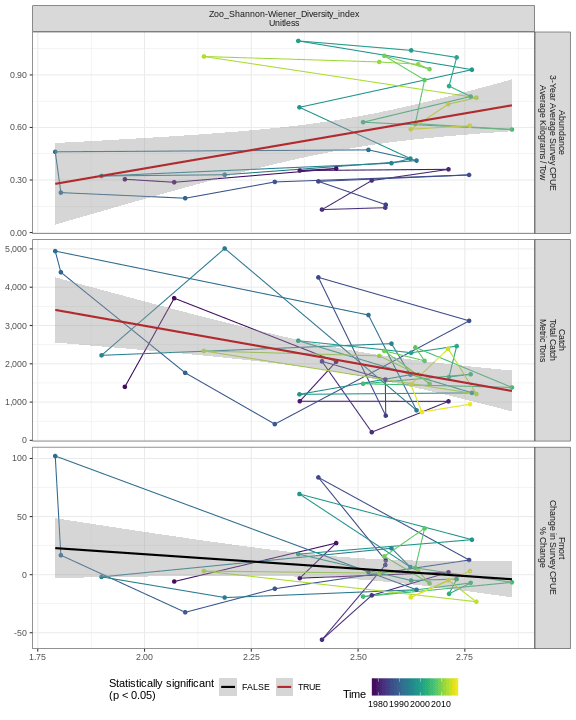 Zoo_Shannon-Wiener_Diversity_index
Unitless
0.90
0.60
0.30
0.00
Abundance
3-Year Average Survey CPUE
Average Kilograms / Tow
5,000
4,000
3,000
2,000
1,000
0
Catch
Total Catch
Metric Tons
100
50
0
-50
Fmort
Change in Survey CPUE
% Change
1.75
2.00
2.25
2.50
2.75
Statistically significant
(p < 0.05)
FALSE
TRUE
Time
1980 1990 2000 2010